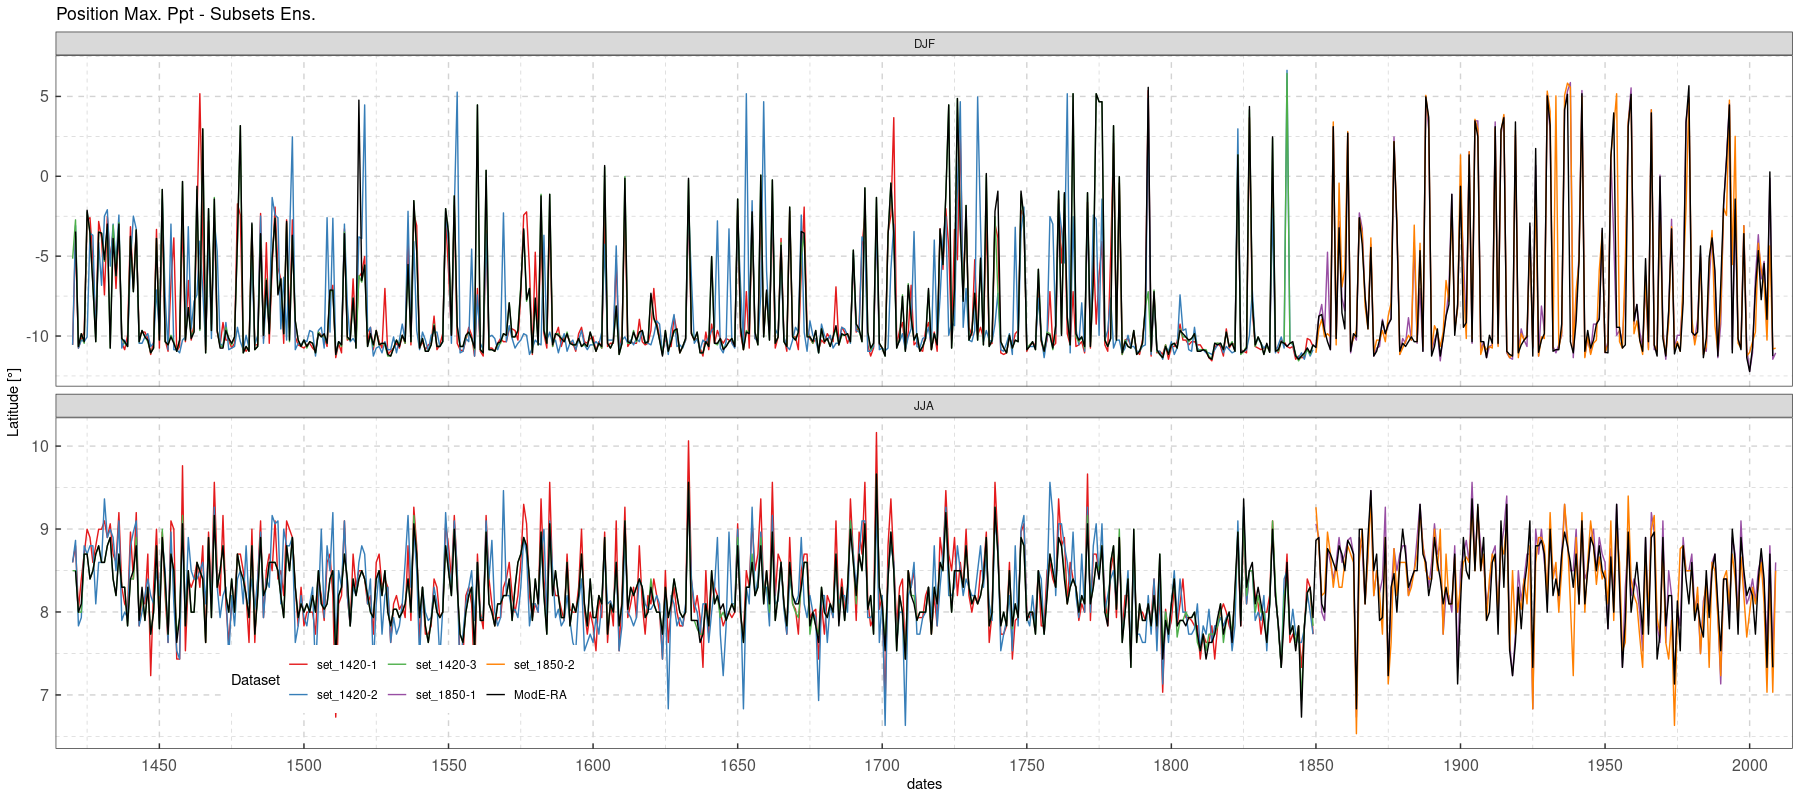 Position Max. Ppt - Subsets Ens.
DJF
5
0
-5
-10
Latitude [°]
JJA
10
9
8
7
Dataset
set_1420-1 set_1420-3 set_1850-2
set_1420-2 set_1850-1 ModE-RA
1450 1500 1550 1600 1650 1700 1750 1800 1850 1900 1950 2000
dates